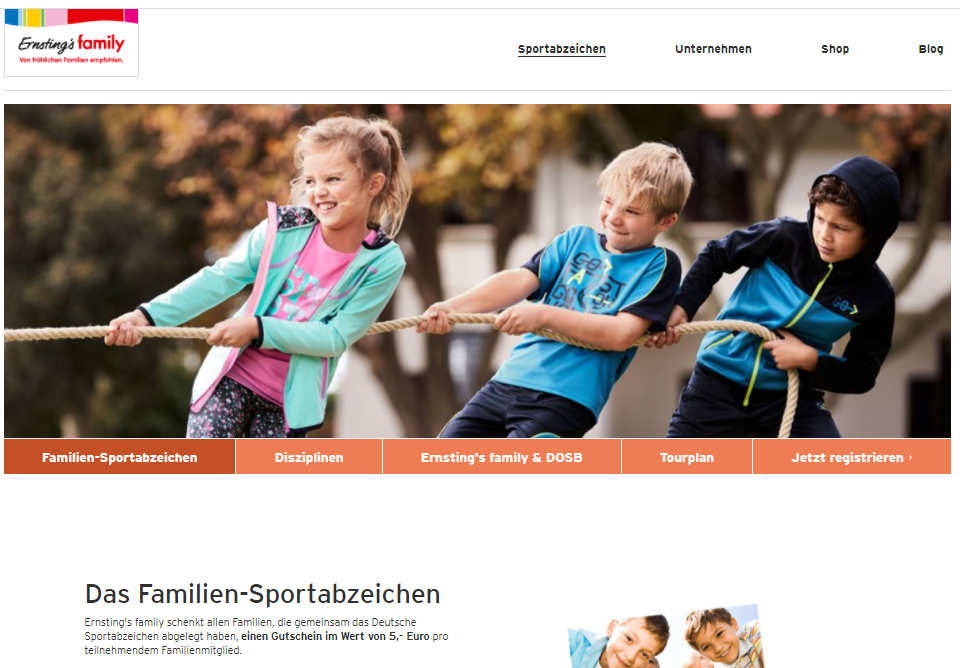 Ernsting's family
Von fröhlichen Familien empfohlen.
Sportabzeichen
Unternehmen
Shop
Blog
GO
GO
Familien-Sportabzeichen
Disziplinen
Ernsting's family & DOSB
Tourplan
Jetzt registrieren ›
Das Familien-Sportabzeichen
Ernsting's family schenkt allen Familien, die gemeinsam das Deutsche
Sportabzeichen abgelegt haben, einen Gutschein im Wert von 5,- Euro pro
teilnehmendem Familienmitglied.